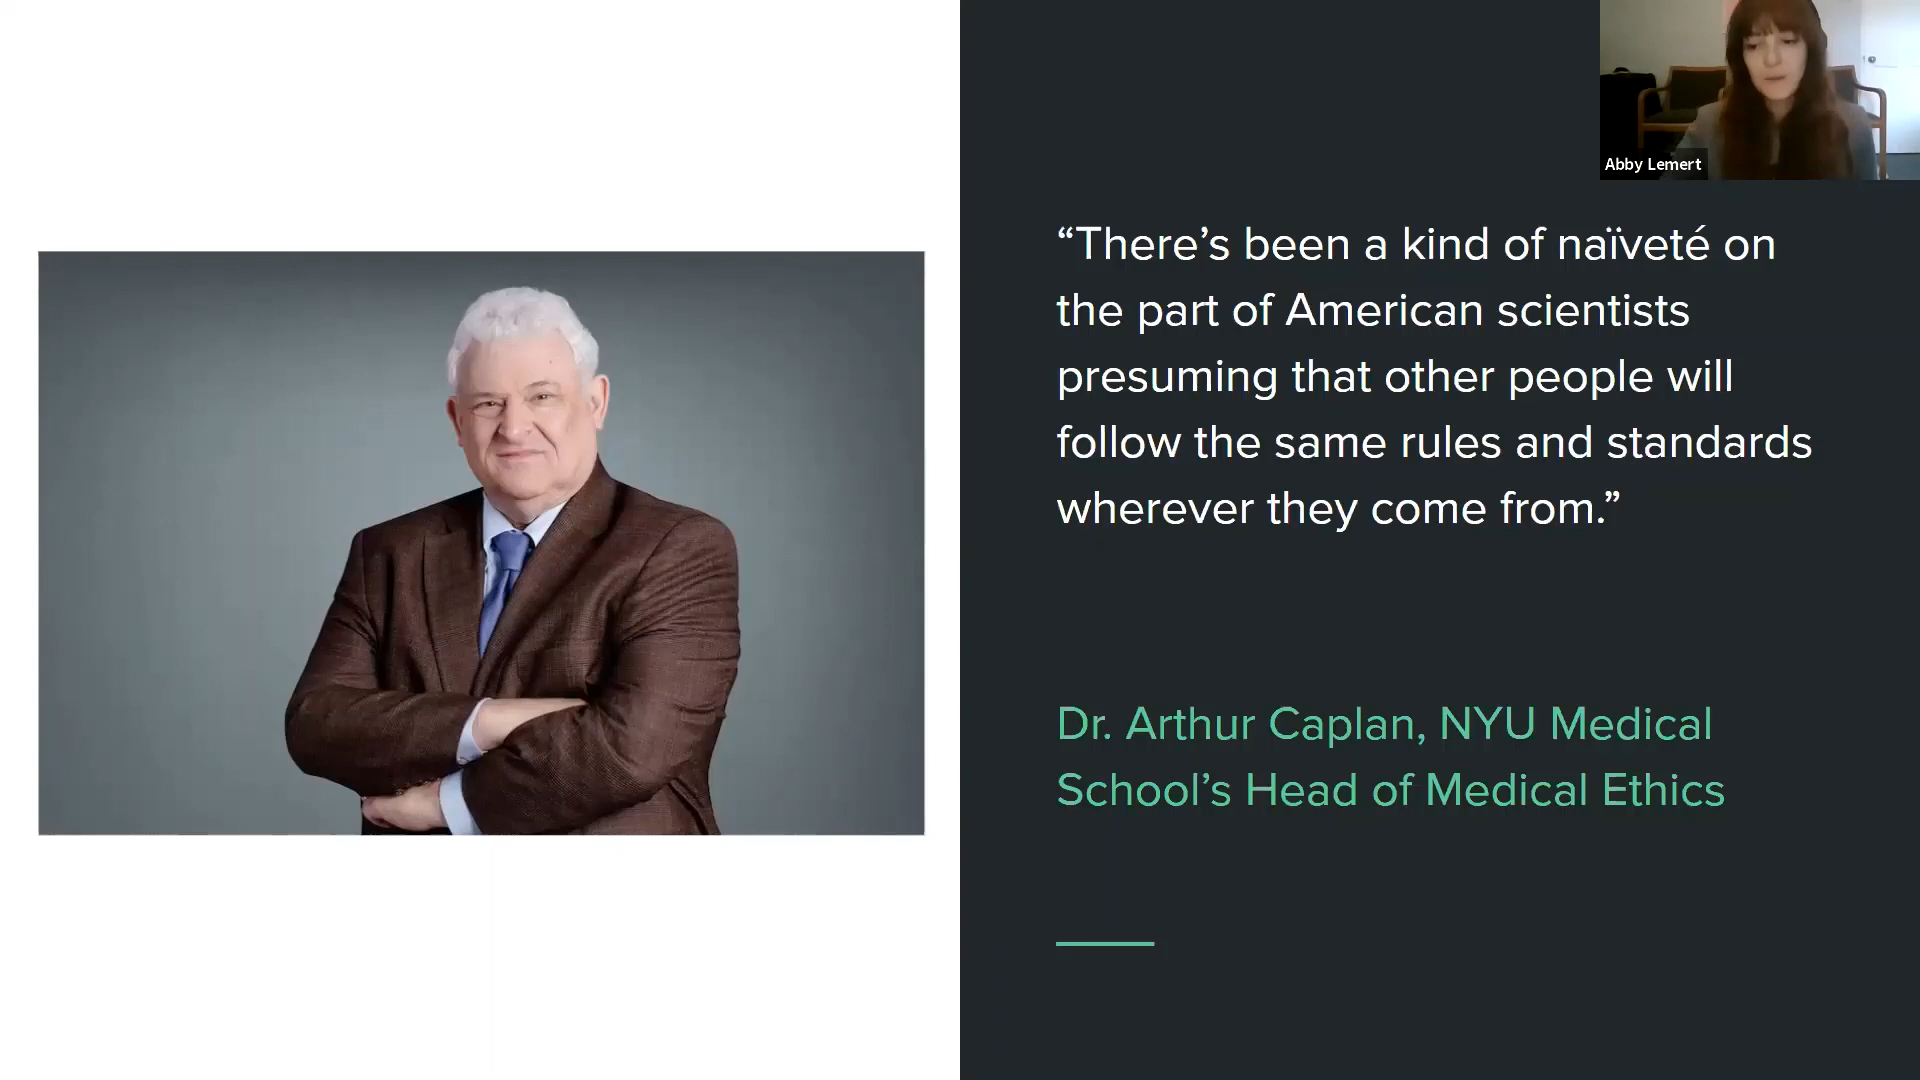 Abby Lemert
“There’s been a kind of naïveté on
the part of American scientists
presuming that other people will
follow the same rules and standards
wherever they come from.”
Dr. Arthur Caplan, NYU Medical
School’s Head of Medical Ethics